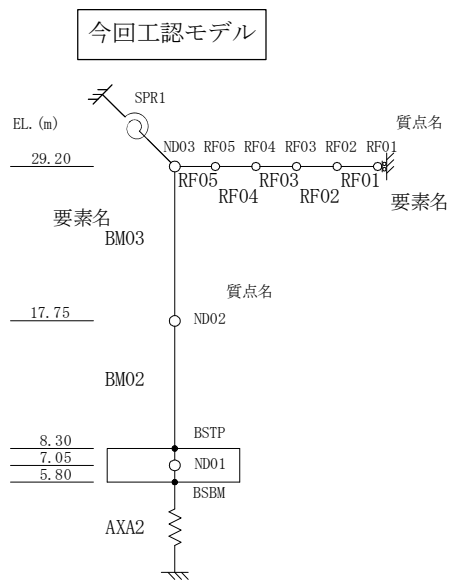 今回工認モデル
SPR1
EL.(m)
質点名
ND03 RF05 RF04 RF03 RF02 RF01
29.20
RF05 RF04 RF03 RF02 RF01
要素名
要素名
BM03
質点名
17.75
ND02
BM02
8.30
BSTP
7.05
ND01
5.80
BSBM
AXA2